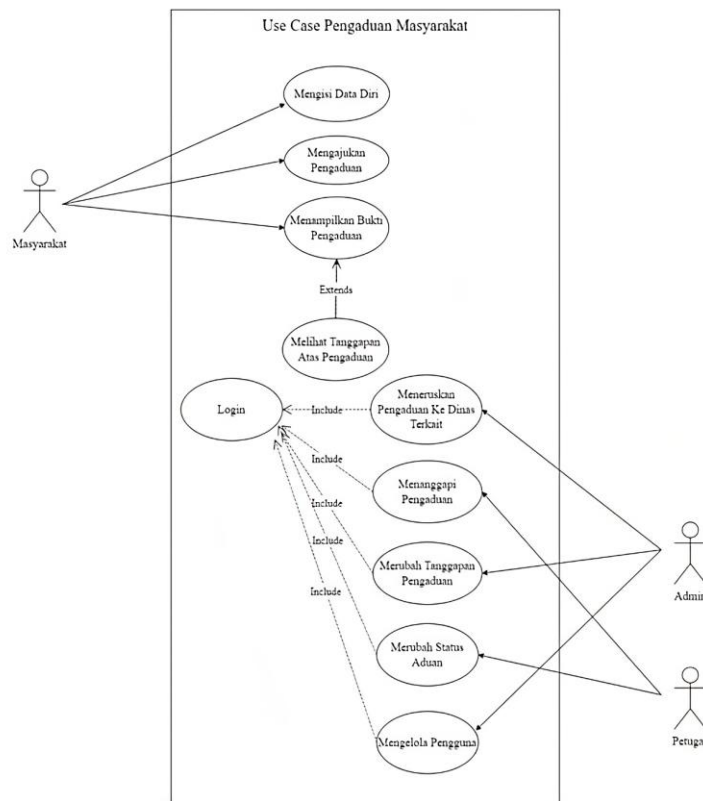 Use Case Pengaduan Masyarakat
Mengisi Data Diri
Mengajukan
Pengaduan
Menampilkan Bukti
Pengaduan
Masyarakat
Extends
Melihat Tanggapan
Atas Pengaduan
Login
Include
Meneruskan
Pengaduan Ke Dinas
Terkait
Include
Menanggapi
Pengaduan
Include
Merubah Tanggapan
Pengaduan
Include
Merubah Status
Aduan
Include
Mengelola Pengguna
Admin
Petugas